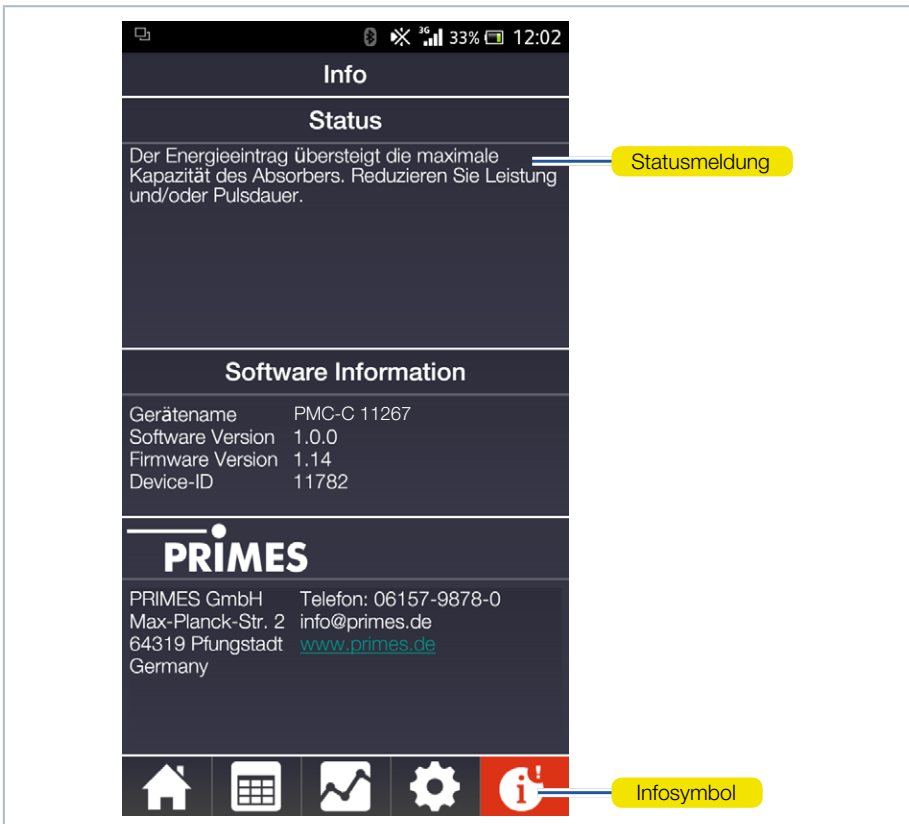 3G 33% 12:02
Info
Status
Der Energieeintrag übersteigt die maximale
Kapazität des Absorbers. Reduzieren Sie Leistung
und/oder Pulsdauer.
Statusmeldung
Software Information
Gerätename PMC-C 11267
Software Version 1.0.0
Firmware Version 1.14
Device-ID 11782
PRIMES
PRIMES GmbH Telefon: 06157-9878-0
Max-Planck-Str. 2 info@primes.de
64319 Pfungstadt www.primes.de
Germany
Infosymbol